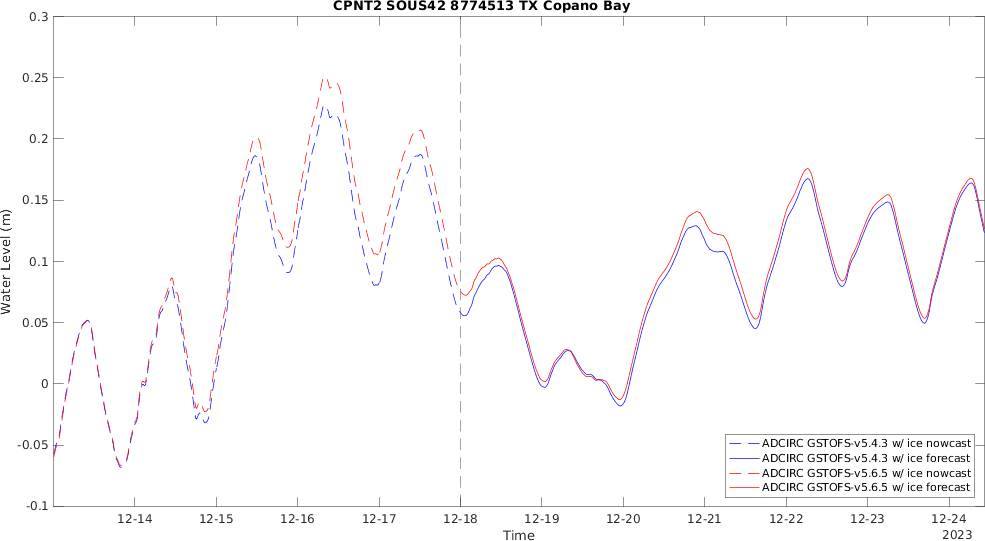 CPNT2 SOUS42 8774513 TX Copano Bay
0.3
0.25
0.2
0.15
0.1
0.05
0
-0.05
-0.1
Water Level (m)
12-14 12-15 12-16 12-17 12-18 12-19 12-20 12-21 12-22 12-23 12-24
Time
2023
ADCIRC GSTOFS-v5.4.3 w/ ice nowcast
ADCIRC GSTOFS-v5.4.3 w/ ice forecast
ADCIRC GSTOFS-v5.6.5 w/ ice nowcast
ADCIRC GSTOFS-v5.6.5 w/ ice forecast